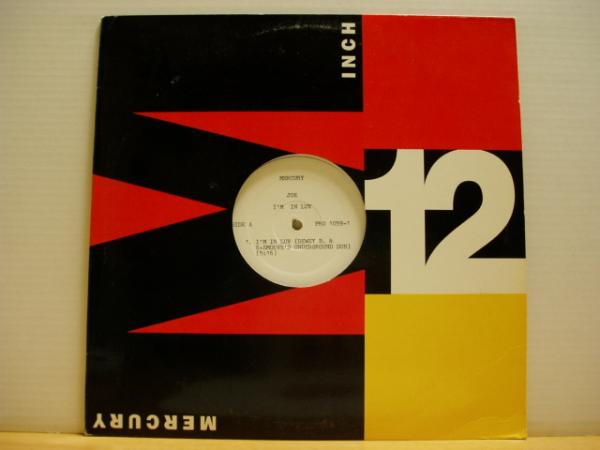 INCH
12
MERCURY
JOE
I'M IN LUV
SIDE A PRO 1059-1
1. I'M IN LUV (DEWEY B. &
E-SMOOVE'S UNDERGROUND DUB)
(5:16)
MERCURY